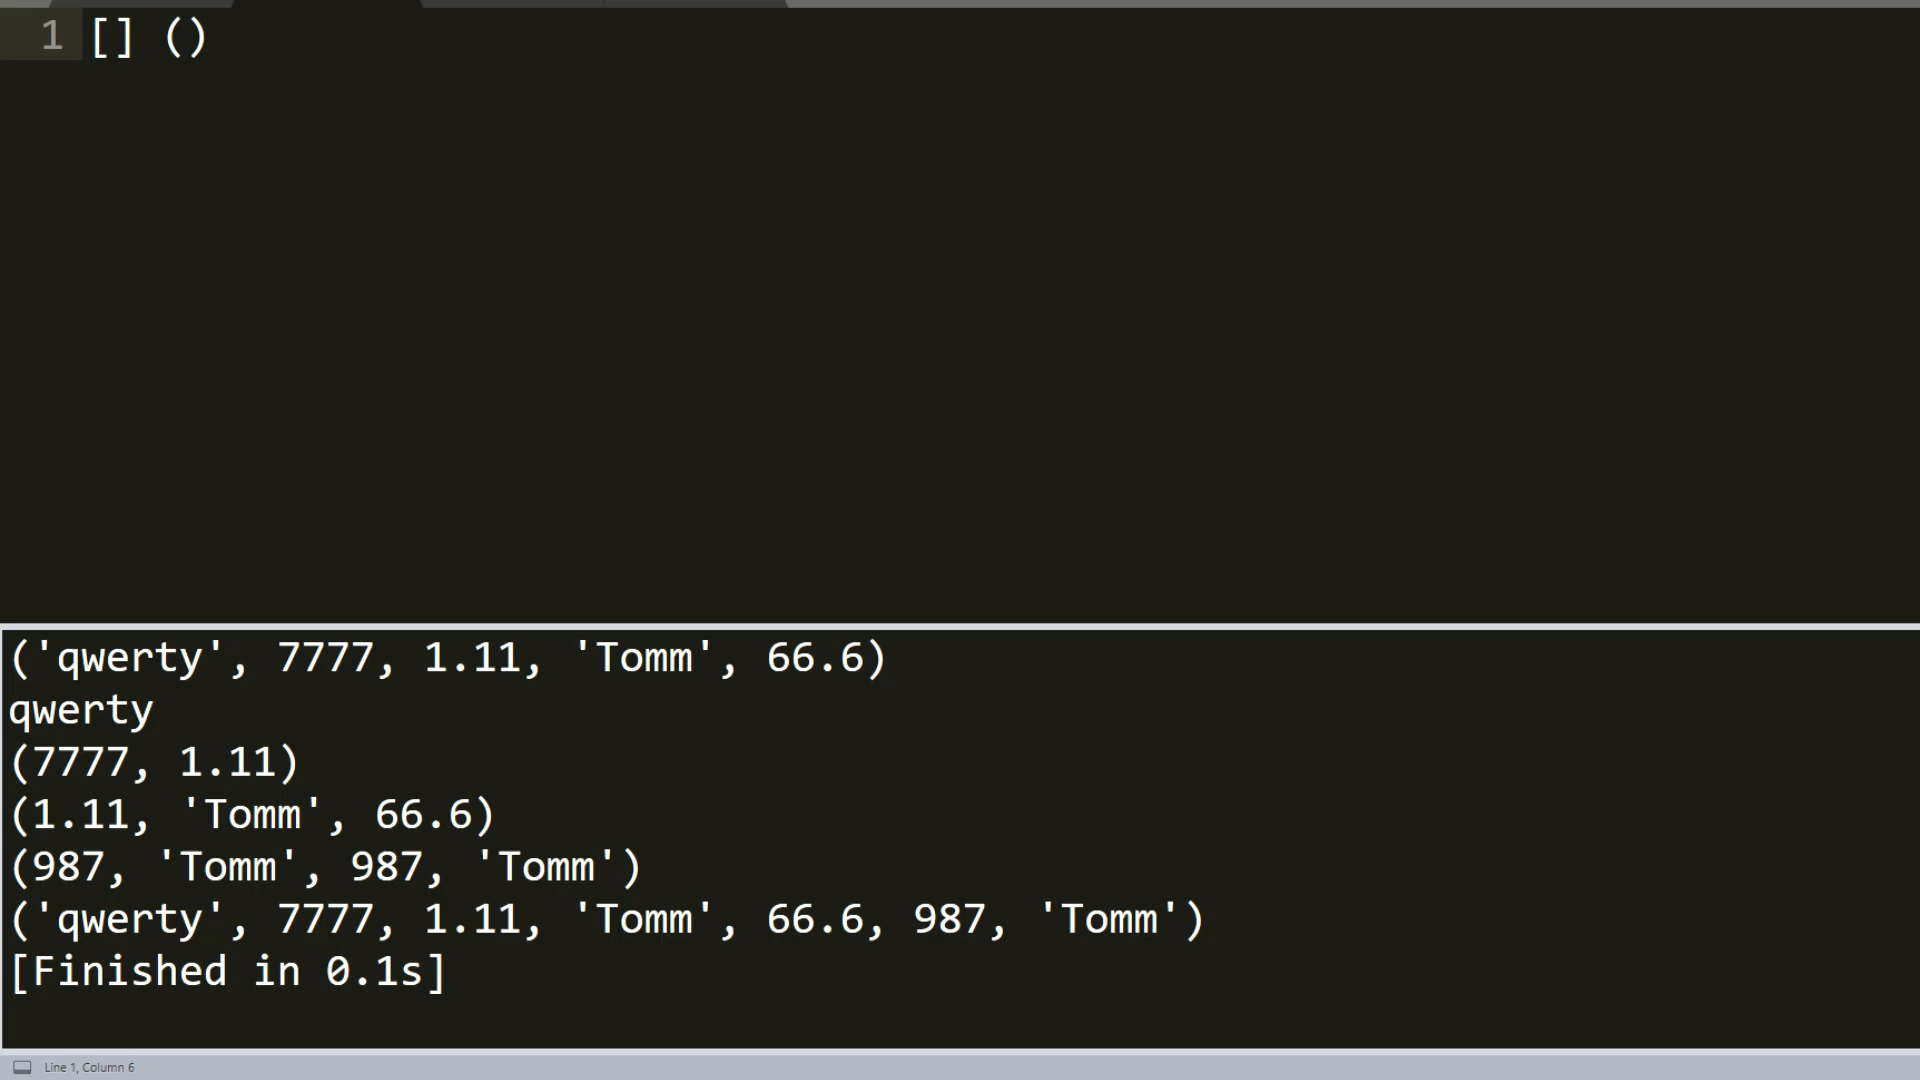 1 [] ()
('qwerty', 7777, 1.11, 'Tomm', 66.6)
qwerty
(7777, 1.11)
(1.11, 'Tomm', 66.6)
(987, 'Tomm', 987, 'Tomm')
('qwerty', 7777, 1.11, 'Tomm', 66.6, 987, 'Tomm')
[Finished in 0.1s]
Line 1, Column 6